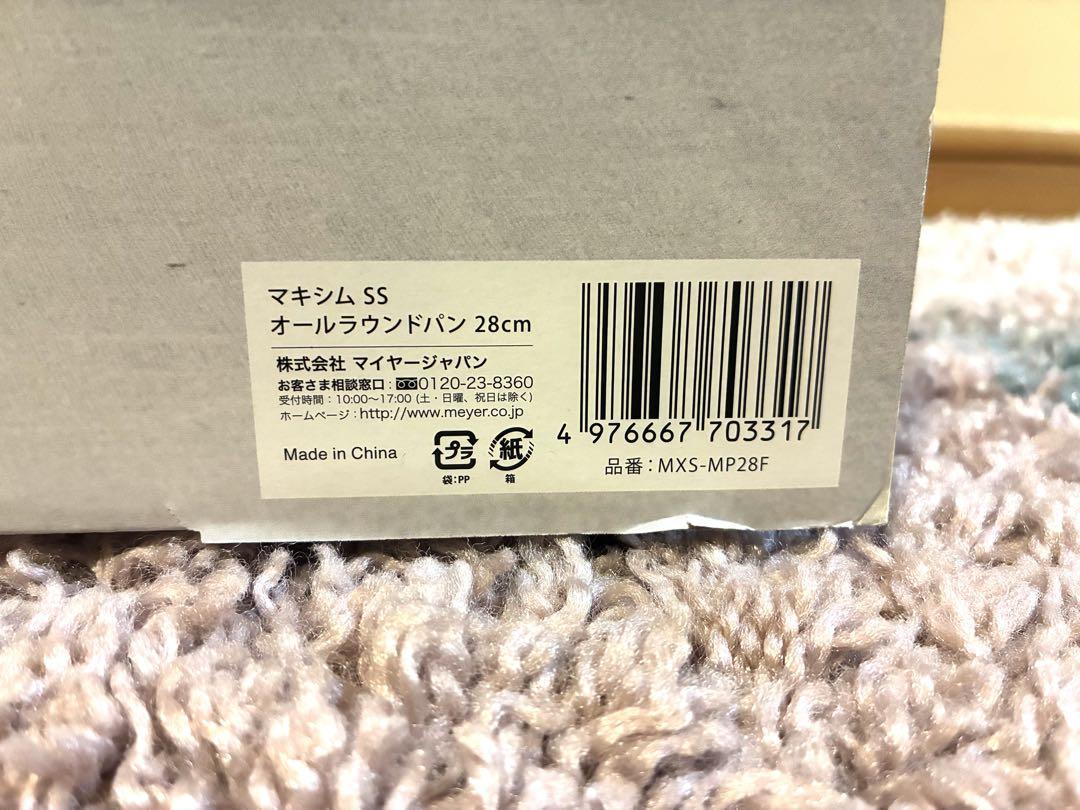 マキシム SS
オールラウンドパン 28cm
株式会社 マイヤージャパン
お客さま相談窓口:0120-23-8360
受付時間:10:00〜17:00 (土・日曜、祝日は除く)
ホームページ:http://www.meyer.co.jp
Made in China
プラ
袋:PP
紙
箱
4 976667 703317
品番:MXS-MP28F